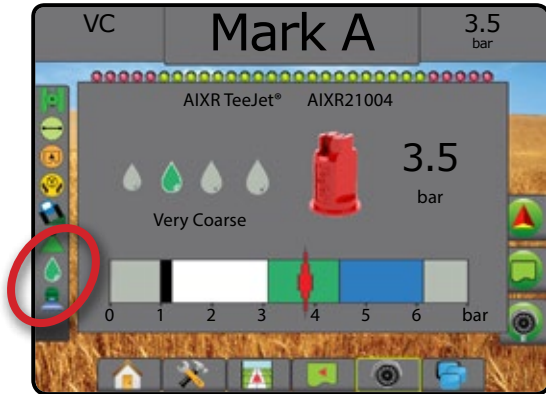 VC Mark A 3.5
bar
AIXR TeeJet® AIXR21004
3.5
bar
Very Coarse
0 1 2 3 4 5 6 bar